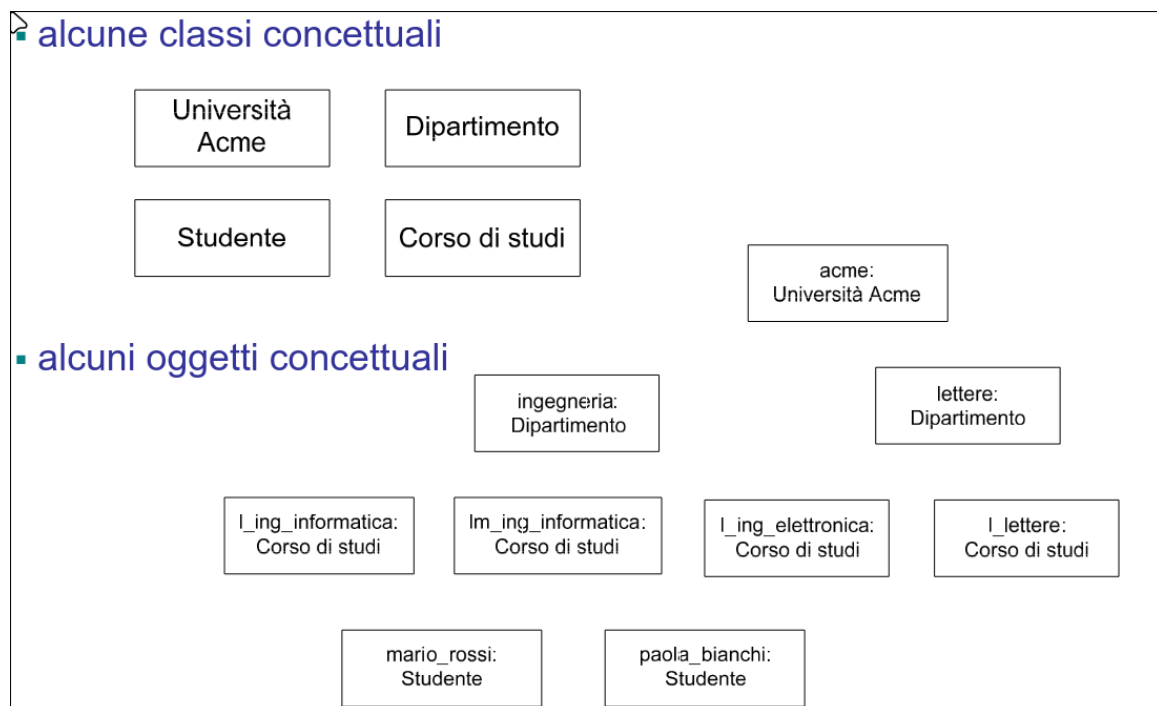 alcune classi concettuali
Università
Acme
Dipartimento
Studente
Corso di studi
acme:
Università Acme
alcuni oggetti concettuali
ingegneria:
Dipartimento
lettere:
Dipartimento
l_ing_informatica:
Corso di studi
lm_ing_informatica:
Corso di studi
l_ing_elettronica:
Corso di studi
l_lettere:
Corso di studi
mario_rossi:
Studente
paola_bianchi:
Studente